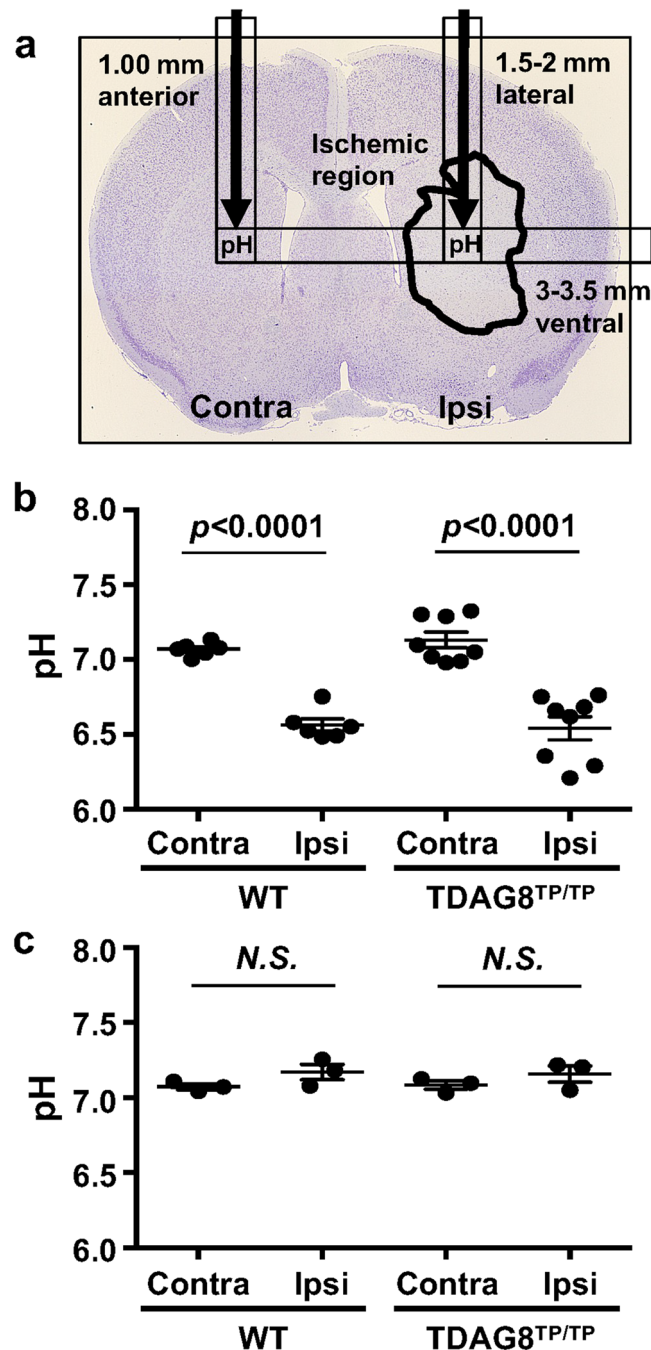 a
1.00 mm
anterior
1.5-2 mm
lateral
Ischemic
region
pH
pH
3-3.5 mm
ventral
Contra
Ipsi
b
8.0
7.5
7.0
6.5
6.0
pH
p<0.0001
p<0.0001
Contra
Ipsi
Contra
Ipsi
WT
TDAG8ᵀᴾ/ᵀᴾ
c
8.0
7.5
7.0
6.5
6.0
pH
N.S.
N.S.
Contra
Ipsi
Contra
Ipsi
WT
TDAG8ᵀᴾ/ᵀᴾ